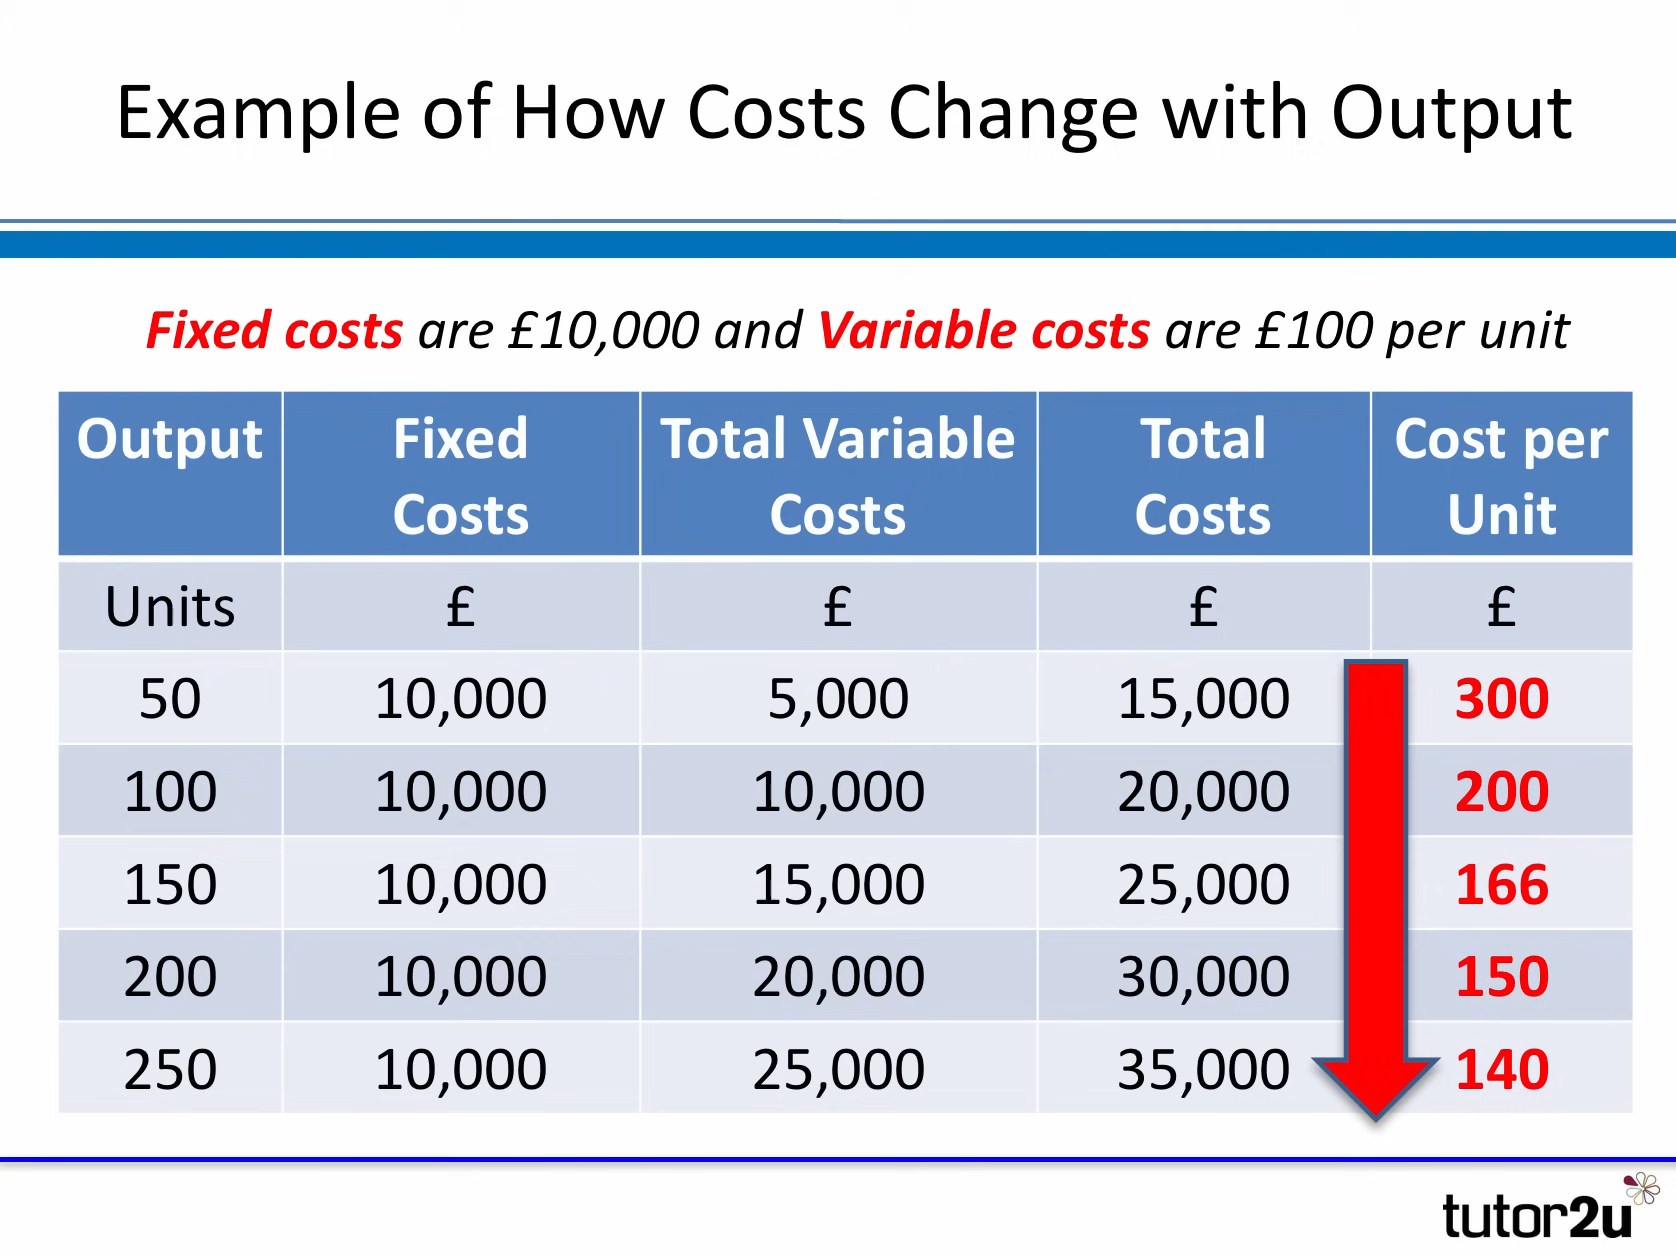 Example of How Costs Change with Output
Fixed costs are £10,000 and Variable costs are £100 per unit
Output Fixed Costs Total Variable Costs Total Costs Cost per Unit
Units £ £ £ £
50 10,000 5,000 15,000 300
100 10,000 10,000 20,000 200
150 10,000 15,000 25,000 166
200 10,000 20,000 30,000 150
250 10,000 25,000 35,000 140
tutor2u